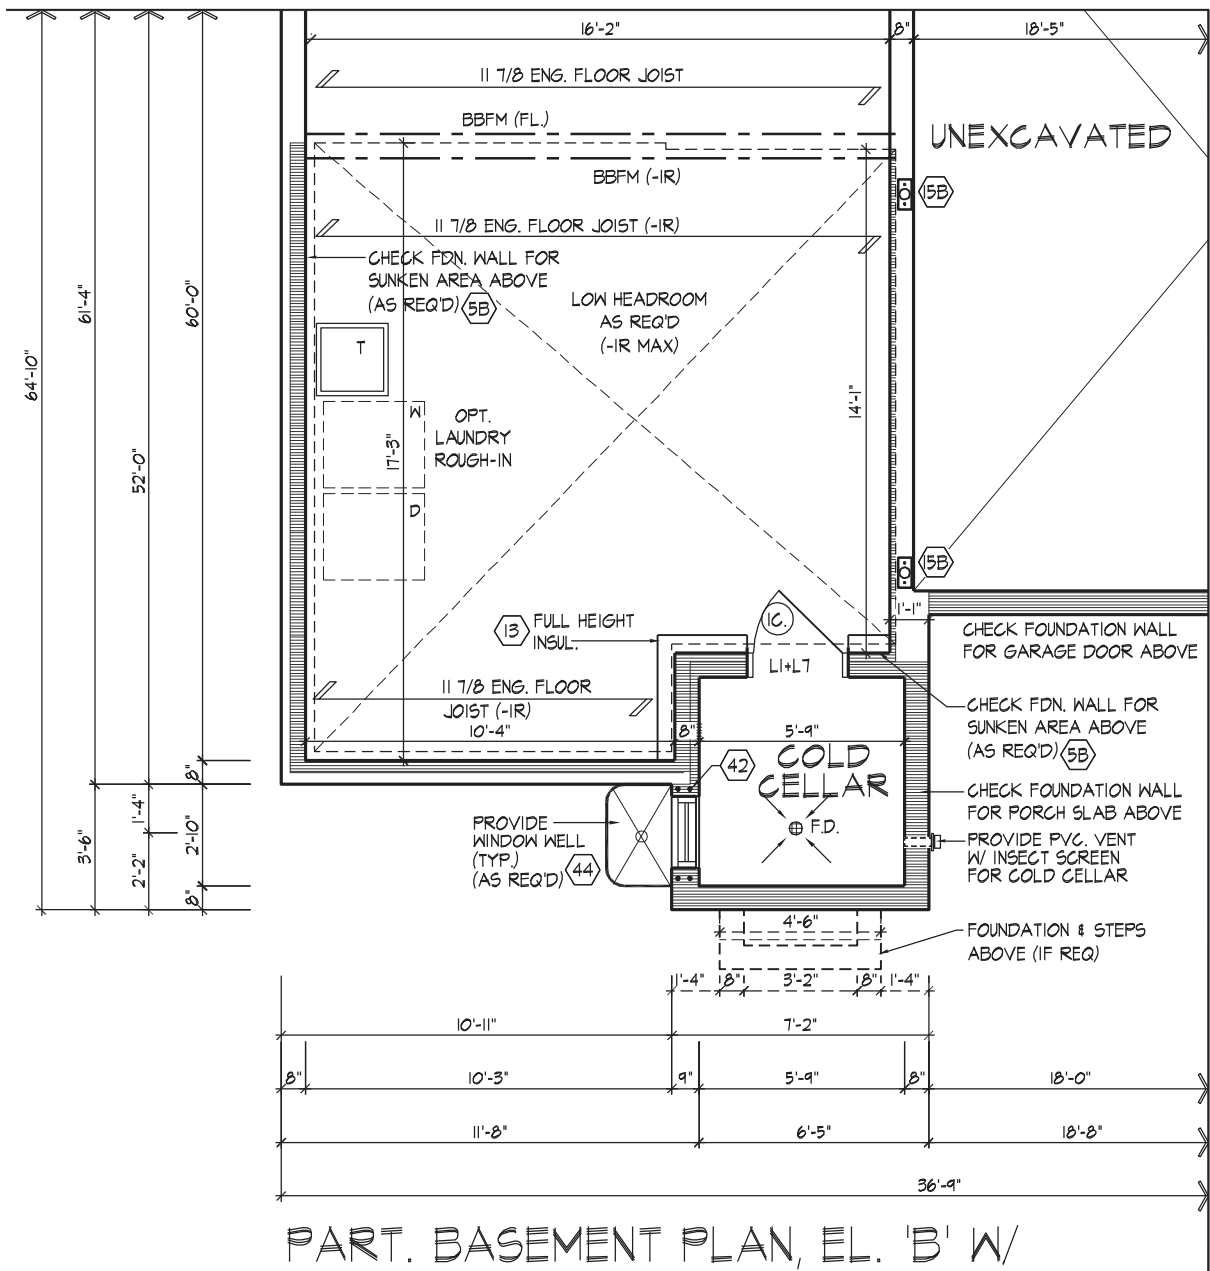 16'-2"
8"
18'-5"
11 7/8 ENG. FLOOR JOIST
BBFM (FL.)
UNEXCAVATED
BBFM (-1R)
15B
11 7/8 ENG. FLOOR JOIST (-1R)
CHECK FDN. WALL FOR
SUNKEN AREA ABOVE
(AS REQ'D) 5B
LOW HEADROOM
AS REQ'D
(-1R MAX)
61'-4"
60'-0"
64'-10"
52'-0"
T
W
OPT.
LAUNDRY
ROUGH-IN
17'-3"
14'-1"
D
15B
1'-1"
13 FULL HEIGHT
INSUL.
1C.
L1+L7
CHECK FOUNDATION WALL
FOR GARAGE DOOR ABOVE
11 7/8 ENG. FLOOR
JOIST (-1R)
10'-4"
8"
5'-9"
CHECK FDN. WALL FOR
SUNKEN AREA ABOVE
(AS REQ'D) 5B
COLD
CELLAR
42
8"
1'-4"
2'-10"
3'-6"
2'-2"
8"
CHECK FOUNDATION WALL
FOR PORCH SLAB ABOVE
PROVIDE
WINDOW WELL
(TYP.)
(AS REQ'D) 44
F.D.
PROVIDE PVC. VENT
W/ INSECT SCREEN
FOR COLD CELLAR
4'-6"
FOUNDATION & STEPS
ABOVE (IF REQ)
1'-4"
8"
3'-2"
8"
1'-4"
10'-11"
7'-2"
8"
10'-3"
9"
5'-9"
8"
18'-0"
11'-8"
6'-5"
18'-8"
36'-9"
PART. BASEMENT PLAN, EL. 'B' W/